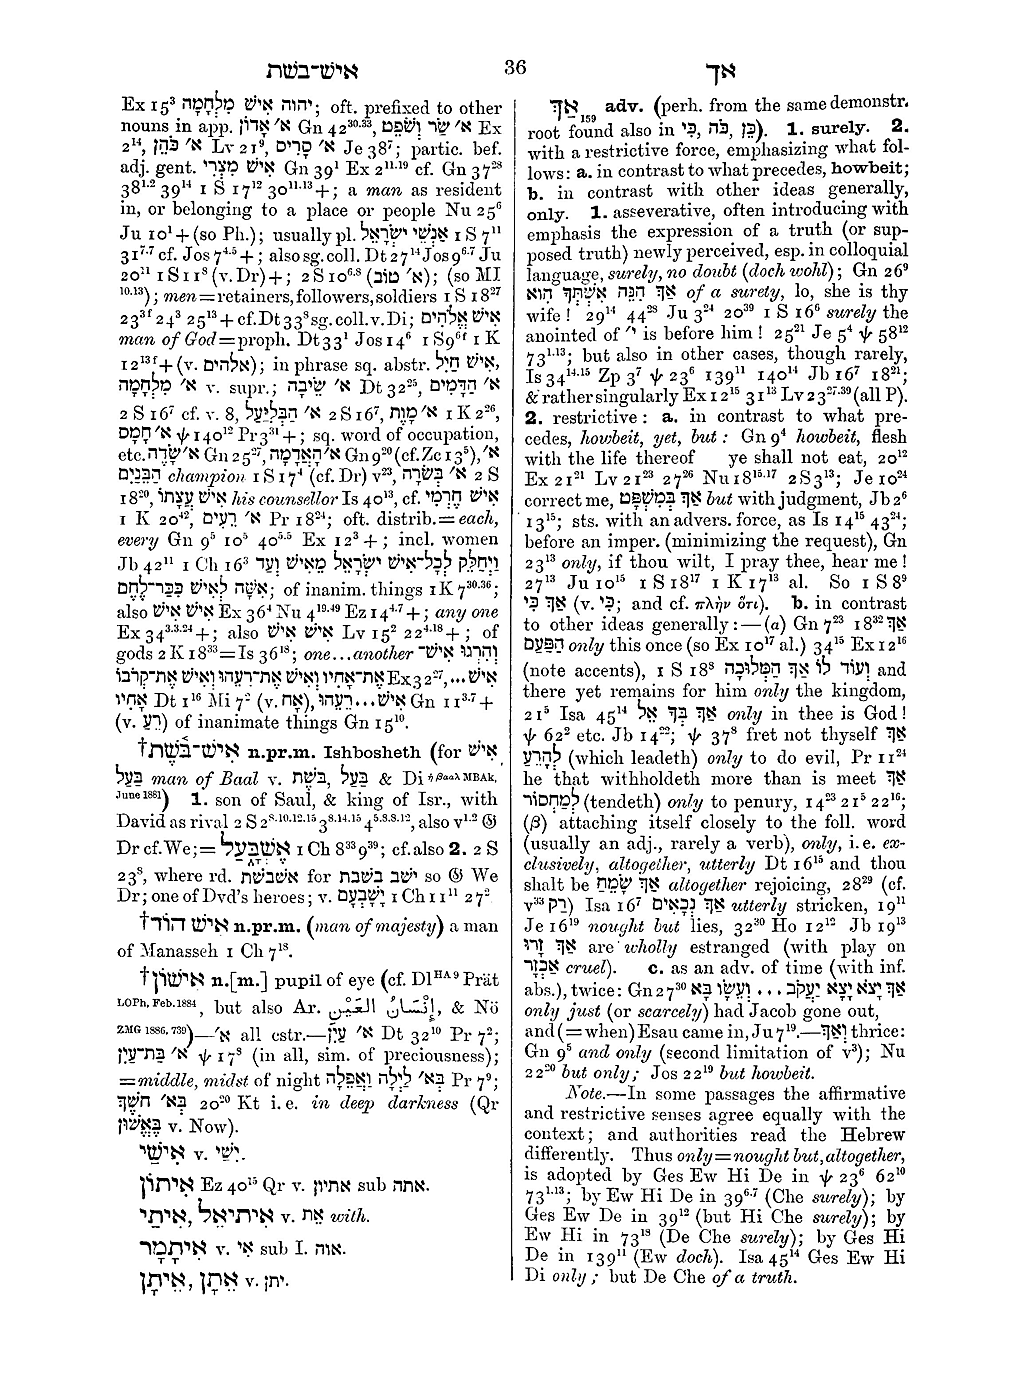 איש־בשת
36
אך
Ex 15³ יהוה אִישׁ מִלְחָמָה; oft. prefixed to other
nouns in app. א׳ אָדוֹן Gn 42³⁰·³³, א׳ שַׂר וְשֹׁפֵט Ex
2¹⁴, א׳ כֹּהֵן Lv 21⁹, א׳ סָרִים Je 38⁷; partic. bef.
adj. gent. אִישׁ מִצְרִי Gn 39¹ Ex 2¹¹·¹⁹ cf. Gn 37²⁸
38¹·² 39¹⁴ 1 S 17¹² 30¹¹·¹³ +; a man as resident
in, or belonging to a place or people Nu 25⁶
Ju 10¹ + (so Ph.); usually pl. אַנְשֵׁי יִשְׂרָאֵל 1 S 7¹¹
31⁷·⁷ cf. Jos 7⁴·⁵ +; also sg. coll. Dt 27¹⁴ Jos 9⁶·⁷ Ju
20¹¹ 1 S 11⁸ (v. Dr) +; 2 S 10⁶·⁸ (א׳ טוֹב); (so MI
¹⁰·¹³); men = retainers, followers, soldiers 1 S 18²⁷
23³ᶠ 24³ 25¹³ + cf. Dt 33⁸ sg. coll. v. Di; אִישׁ אֱלֹהִים
man of God = proph. Dt 33¹ Jos 14⁶ 1 S 9⁶ᶠ 1 K
12¹³ᶠ + (v. אלהים); in phrase sq. abstr. אִישׁ חַיִל,
א׳ מִלְחָמָה v. supr.; א׳ שֵׂיבָה Dt 32²⁵, א׳ הַדָּמִים
2 S 16⁷ cf. v. 8, א׳ הַבְּלִיַּעַל 2 S 16⁷, א׳ מָוֶת 1 K 2²⁶,
א׳ חָמָס ψ 140¹² Pr 3³¹ +; sq. word of occupation,
etc. א׳ שָׂדֶה Gn 25²⁷, א׳ הָאֲדָמָה Gn 9²⁰ (cf. Zc 13⁵), א׳
הַבֵּנַיִם champion 1 S 17⁴ (cf. Dr) v²³, א׳ בְּשֹׂרָה 2 S
18²⁰, אִישׁ עֲצָתוֹ his counsellor Is 40¹³, cf. אִישׁ חֶרְמִי
1 K 20⁴², א׳ רֵעִים Pr 18²⁴; oft. distrib. = each,
every Gn 9⁵ 10⁵ 40⁵·⁵ Ex 12³ +; incl. women
Jb 42¹¹ 1 Ch 16³ וַיְחַלֵּק לְכָל־אִישׁ יִשְׂרָאֵל מֵאִישׁ וְעַד
אִשָּׁה לְאִישׁ כִּכַּר־לֶחֶם; of inanim. things 1 K 7³⁰·³⁶;
also אִישׁ אִישׁ Ex 36⁴ Nu 4¹⁹·⁴⁹ Ez 14⁴·⁷ +; any one
Ex 34³·³·²⁴ +; also אִישׁ אִישׁ Lv 15² 22⁴·¹⁸ +; of
gods 2 K 18³³ = Is 36¹⁸; one...another וְהִרְגוּ אִישׁ־
אֶת־אָחִיו וְאִישׁ אֶת־רֵעֵהוּ וְאִישׁ אֶת־קְרֹבוֹ Ex 32²⁷, אִישׁ...
אָחִיו Dt 1¹⁶ Mi 7² (v. אָח), אִישׁ...רֵעֵהוּ Gn 11³·⁷ +
(v. רֵעַ) of inanimate things Gn 15¹⁰.
†אִישׁ־בֹּשֶׁת n.pr.m. Ishbosheth (for אִישׁ
בַּעַל man of Baal v. בַּעַל, בֹּשֶׁת & Di ἡ βααλ MBAk,
June 1881) 1. son of Saul, & king of Isr., with
David as rival 2 S 2⁸·¹⁰·¹²·¹⁵ 3⁸·¹⁴·¹⁵ 4⁵·⁸·⁸·¹², also v¹·² 𝔊
Dr cf. We; = אֶשְׁבַּעַל 1 Ch 8³³ 9³⁹; cf. also 2. 2 S
23⁸, where rd. אשבשת for ישב בשבת so 𝔊 We
Dr; one of Dvd's heroes; v. יָשָׁבְעָם 1 Ch 11¹¹ 27²
†אִישׁ הוֹד n.pr.m. (man of majesty) a man
of Manasseh 1 Ch 7¹⁸.
†אִישׁוֹן n.[m.] pupil of eye (cf. Dl HA 9 Prät
LOPh, Feb. 1884, but also Ar. إِنْسَانُ الْعَيْنِ, & Nö
ZMG 1886, 739)—א׳ all cstr.—א׳ עַיִן Dt 32¹⁰ Pr 7²;
א׳ בַּת־עָיִן ψ 17⁸ (in all, sim. of preciousness);
= middle, midst of night בְּא׳ לַיְלָה וַאֲפֵלָה Pr 7⁹;
בְּא׳ חֹשֶׁךְ 20²⁰ Kt i.e. in deep darkness (Qr
בֶּאֱשׁוּן v. Now).
אִישַׁי v. יִשַׁי.
אִיתוֹן Ez 40¹⁵ Qr v. אתיון sub אתה.
אִיתִיאֵל, אִיתַי v. אֵת with.
אִיתָמָר v. אִי sub I. אוה.
אֵיתָן, אֵתָן v. יתן.
אַךְ ₁₅₉ adv. (perh. from the same demonstr.
root found also in כֵּן, כֹּה, כִּי). 1. surely. 2.
with a restrictive force, emphasizing what fol-
lows: a. in contrast to what precedes, howbeit;
b. in contrast with other ideas generally,
only. 1. asseverative, often introducing with
emphasis the expression of a truth (or sup-
posed truth) newly perceived, esp. in colloquial
language, surely, no doubt (doch wohl); Gn 26⁹
אַךְ הִנֵּה אִשְׁתְּךָ הִוא of a surety, lo, she is thy
wife! 29¹⁴ 44²⁸ Ju 3²⁴ 20³⁹ 1 S 16⁶ surely the
anointed of י׳ is before him! 25²¹ Je 5⁴ ψ 58¹²
73¹·¹³; but also in other cases, though rarely,
Is 34¹⁴·¹⁵ Zp 3⁷ ψ 23⁶ 139¹¹ 140¹⁴ Jb 16⁷ 18²¹;
& rather singularly Ex 12¹⁵ 31¹³ Lv 23²⁷·³⁹ (all P).
2. restrictive: a. in contrast to what pre-
cedes, howbeit, yet, but: Gn 9⁴ howbeit, flesh
with the life thereof ye shall not eat, 20¹²
Ex 21²¹ Lv 21²³ 27²⁶ Nu 18¹⁵·¹⁷ 2 S 3¹³; Je 10²⁴
correct me, אַךְ בְּמִשְׁפָּט but with judgment, Jb 2⁶
13¹⁵; sts. with an advers. force, as Is 14¹⁵ 43²⁴;
before an imper. (minimizing the request), Gn
23¹³ only, if thou wilt, I pray thee, hear me!
27¹³ Ju 10¹⁵ 1 S 18¹⁷ 1 K 17¹³ al. So 1 S 8⁹
אַךְ כִּי (v. כִּי; and cf. πλὴν ὅτι). b. in contrast
to other ideas generally:—(α) Gn 7²³ 18³² אַךְ
הַפַּעַם only this once (so Ex 10¹⁷ al.) 34¹⁵ Ex 12¹⁶
(note accents), 1 S 18⁸ וְעוֹד לוֹ אַךְ הַמְּלוּכָה and
there yet remains for him only the kingdom,
21⁵ Isa 45¹⁴ אַךְ בָּךְ אֵל only in thee is God!
ψ 62² etc. Jb 14²²; ψ 37⁸ fret not thyself אַךְ
לְהָרֵעַ (which leadeth) only to do evil, Pr 11²⁴
he that withholdeth more than is meet אַךְ
לְמַחְסוֹר (tendeth) only to penury, 14²³ 21⁵ 22¹⁶;
(β) attaching itself closely to the foll. word
(usually an adj., rarely a verb), only, i.e. ex-
clusively, altogether, utterly Dt 16¹⁵ and thou
shalt be אַךְ שָׂמֵחַ altogether rejoicing, 28²⁹ (cf.
v³³ רַק) Isa 16⁷ אַךְ נְכָאִים utterly stricken, 19¹¹
Je 16¹⁹ nought but lies, 32³⁰ Ho 12¹² Jb 19¹³
אַךְ זָרוּ are wholly estranged (with play on
אַכְזָר cruel). c. as an adv. of time (with inf.
abs.), twice: Gn 27³⁰ אַךְ יָצֹא יָצָא יַעֲקֹב ... וְעֵשָׂו בָּא
only just (or scarcely) had Jacob gone out,
and (= when) Esau came in, Ju 7¹⁹.—וְאַךְ thrice:
Gn 9⁵ and only (second limitation of v³); Nu
22²⁰ but only; Jos 22¹⁹ but howbeit.
Note.—In some passages the affirmative
and restrictive senses agree equally with the
context; and authorities read the Hebrew
differently. Thus only = nought but, altogether,
is adopted by Ges Ew Hi De in ψ 23⁶ 62¹⁰
73¹·¹³; by Ew Hi De in 39⁶·⁷ (Che surely); by
Ges Ew De in 39¹² (but Hi Che surely); by
Ew Hi in 73¹⁸ (De Che surely); by Ges Hi
De in 139¹¹ (Ew doch). Isa 45¹⁴ Ges Ew Hi
Di only; but De Che of a truth.